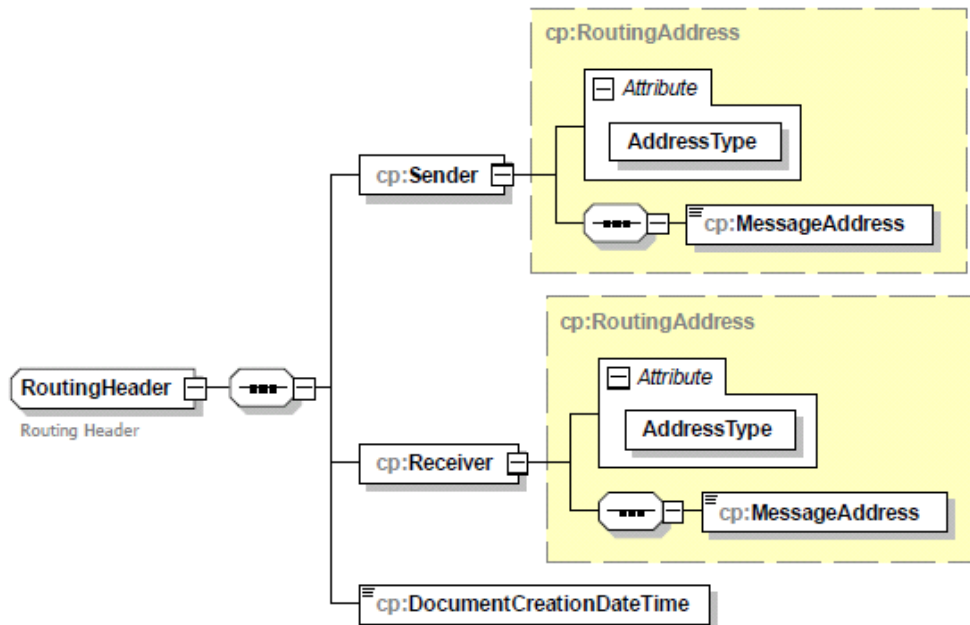 cp:RoutingAddress
Attribute
AddressType
cp:Sender
cp:MessageAddress
cp:RoutingAddress
Attribute
RoutingHeader
Routing Header
AddressType
cp:Receiver
cp:MessageAddress
cp:DocumentCreationDateTime